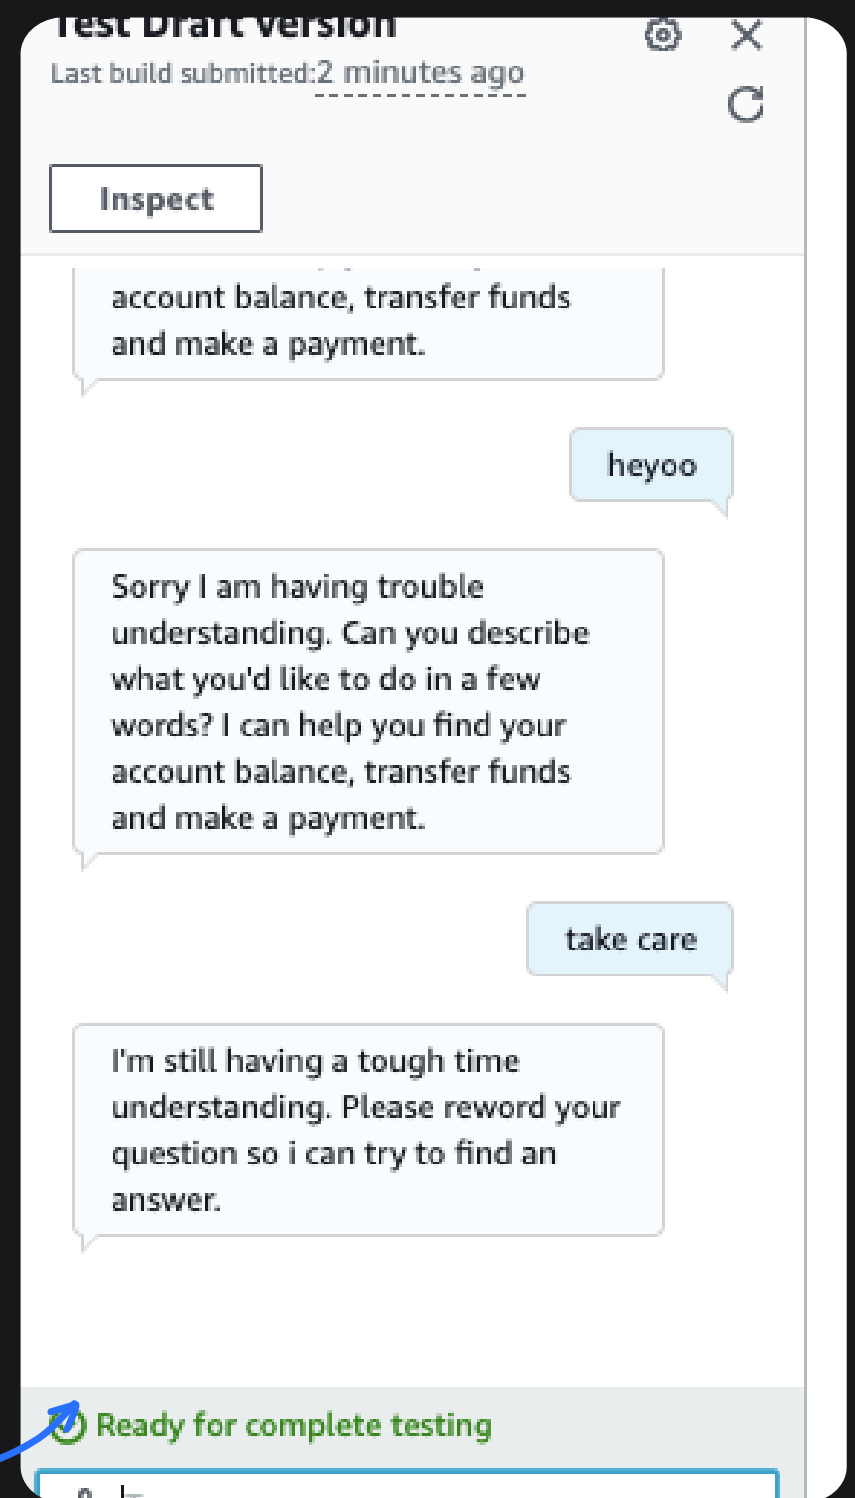 Test Draft version
Last build submitted:2 minutes ago
Inspect
account balance, transfer funds
and make a payment.
heyoo
Sorry I am having trouble
understanding. Can you describe
what you'd like to do in a few
words? I can help you find your
account balance, transfer funds
and make a payment.
take care
I'm still having a tough time
understanding. Please reword your
question so i can try to find an
answer.
Ready for complete testing